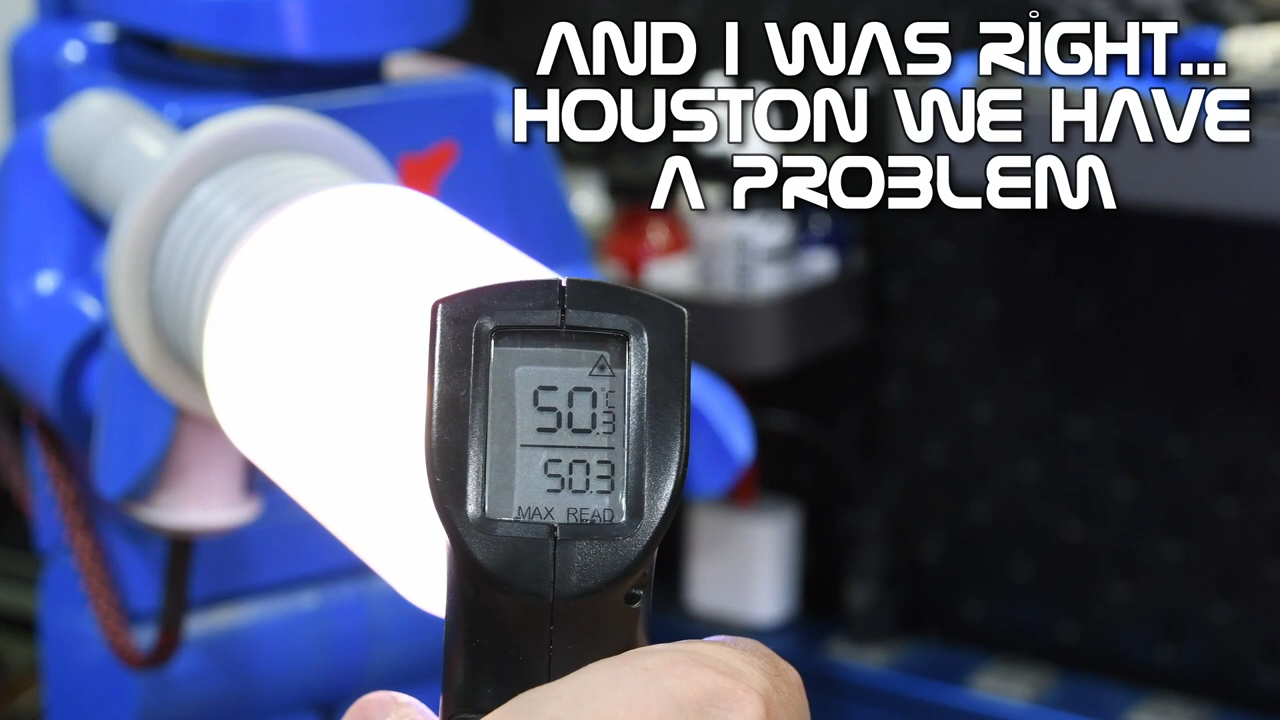 AND I WAS RIGHT...
HOUSTON WE HAVE
A PROBLEM
50.3 °C
50.3
MAX READ